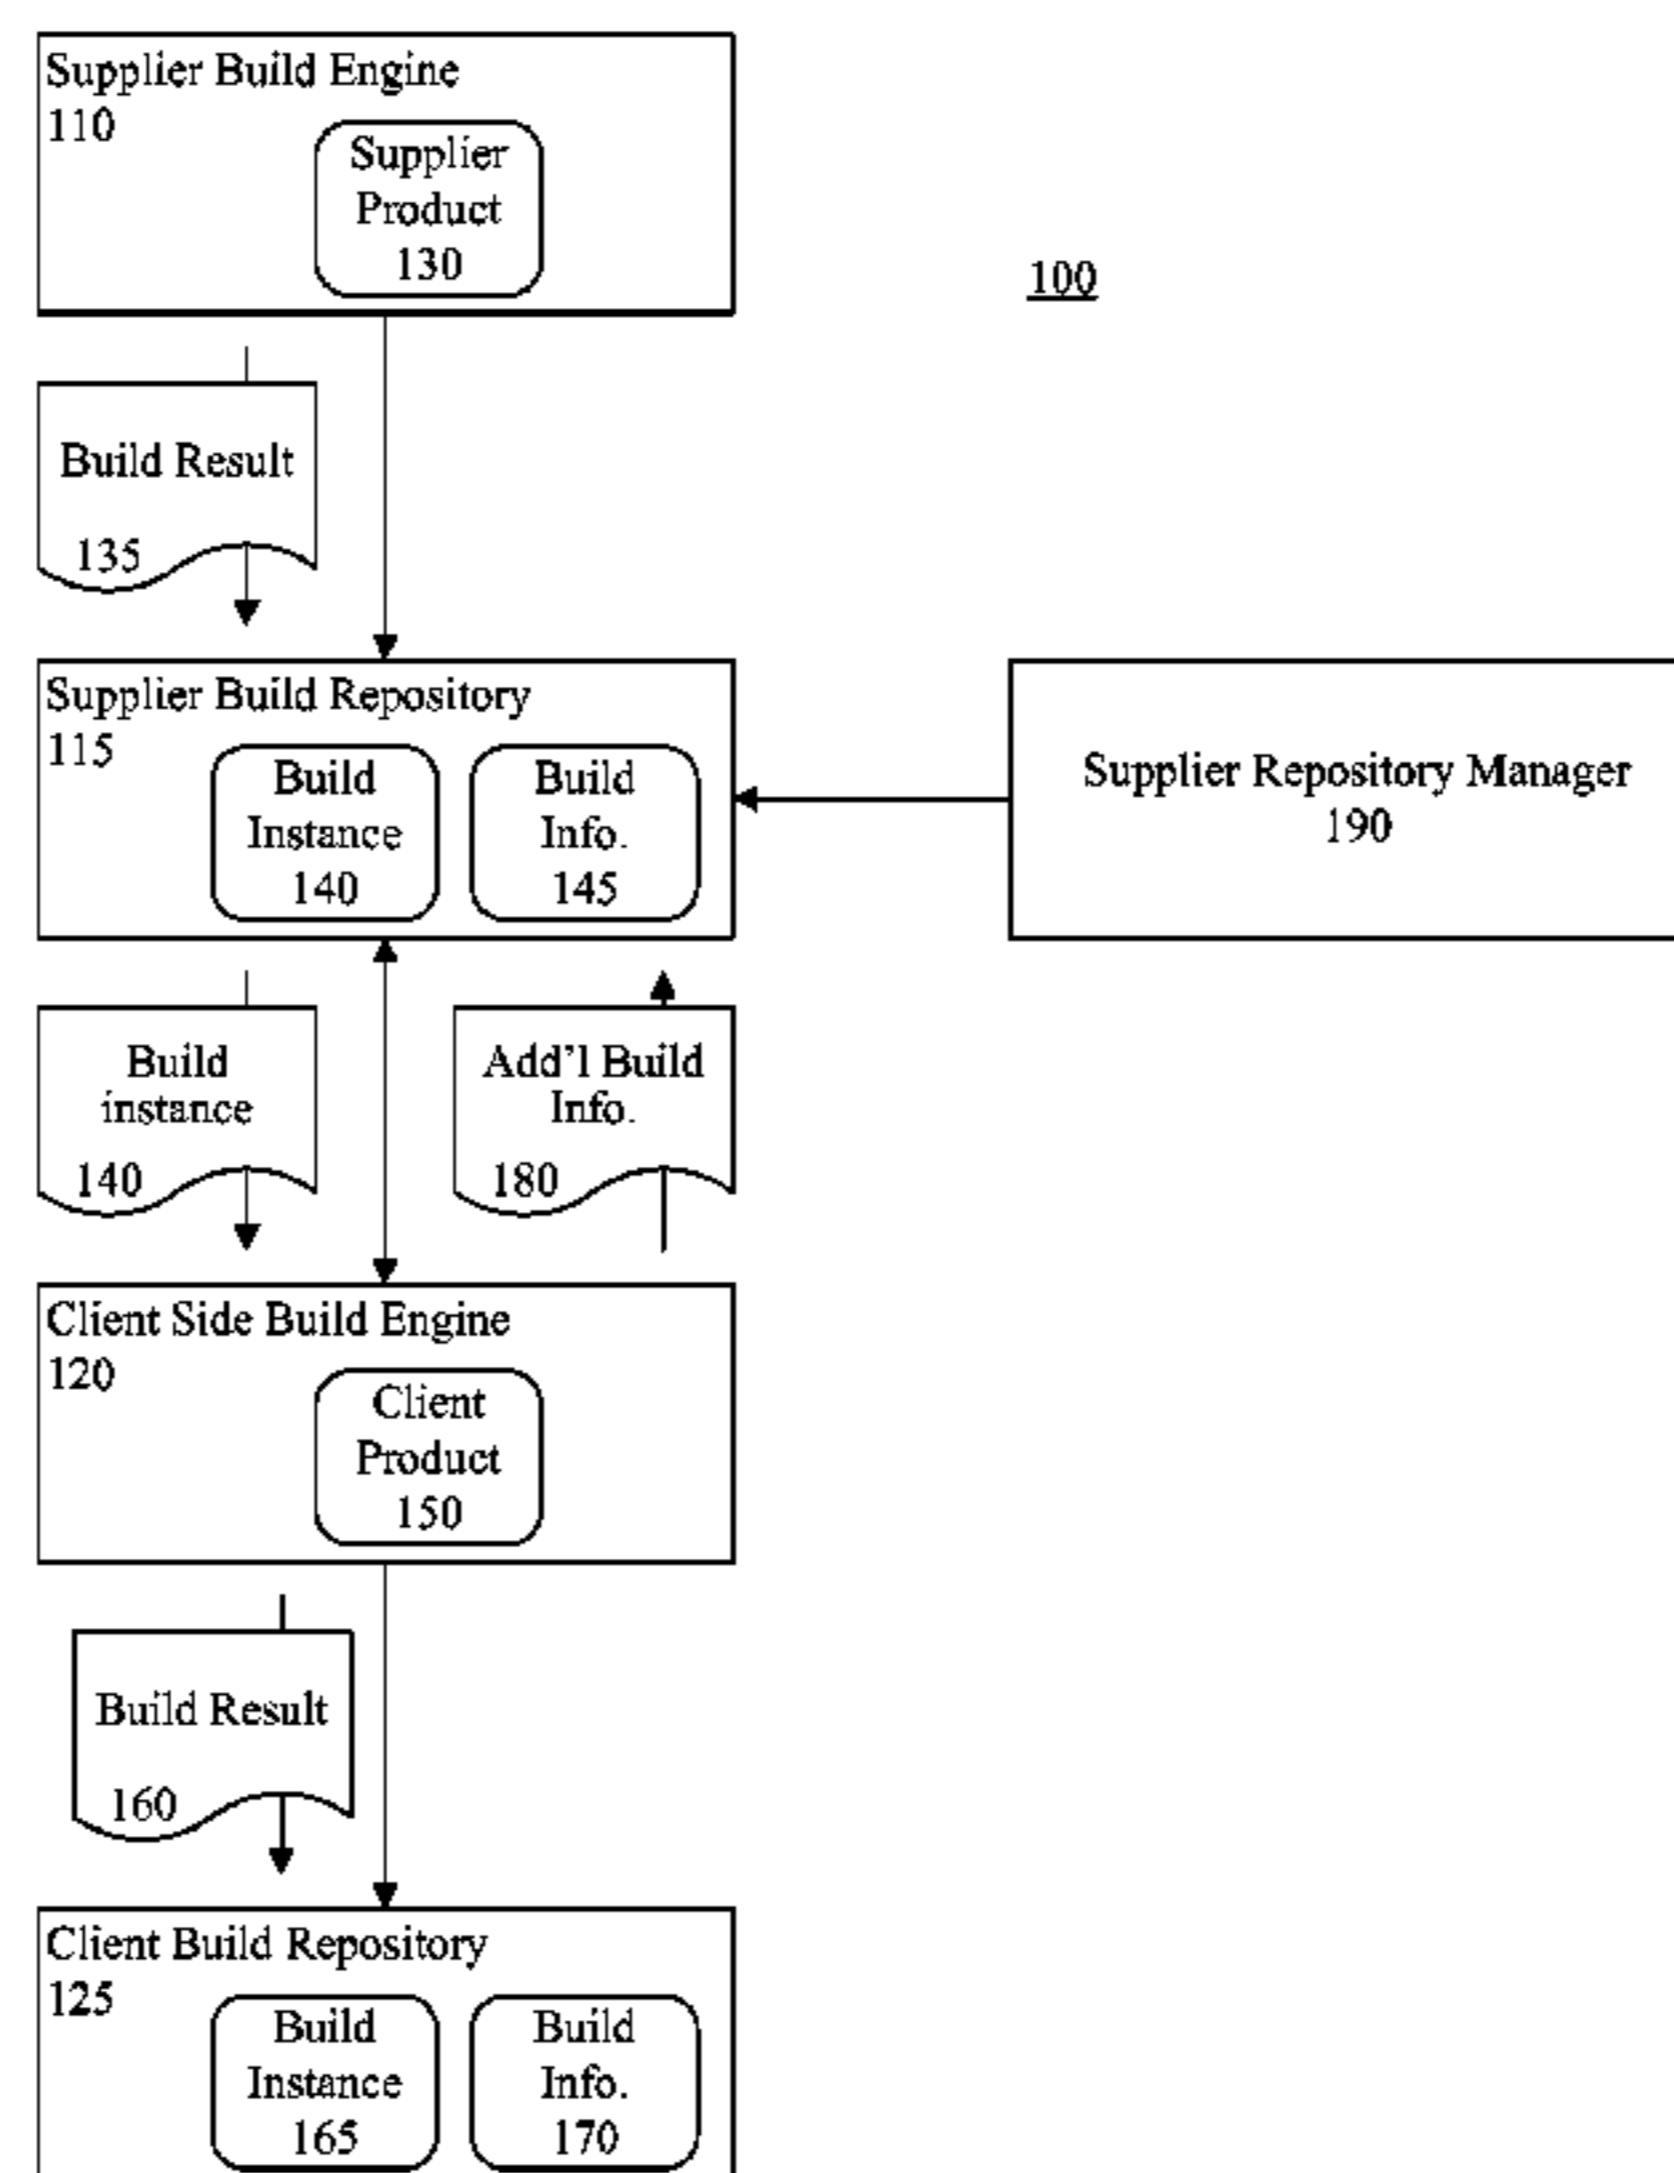 Supplier Build Engine
110
Supplier
Product
130
100
Build Result
135
Supplier Build Repository
115
Build
Instance
140
Build
Info.
145
Supplier Repository Manager
190
Build
instance
140
Add'l Build
Info.
180
Client Side Build Engine
120
Client
Product
150
Build Result
160
Client Build Repository
125
Build
Instance
165
Build
Info.
170